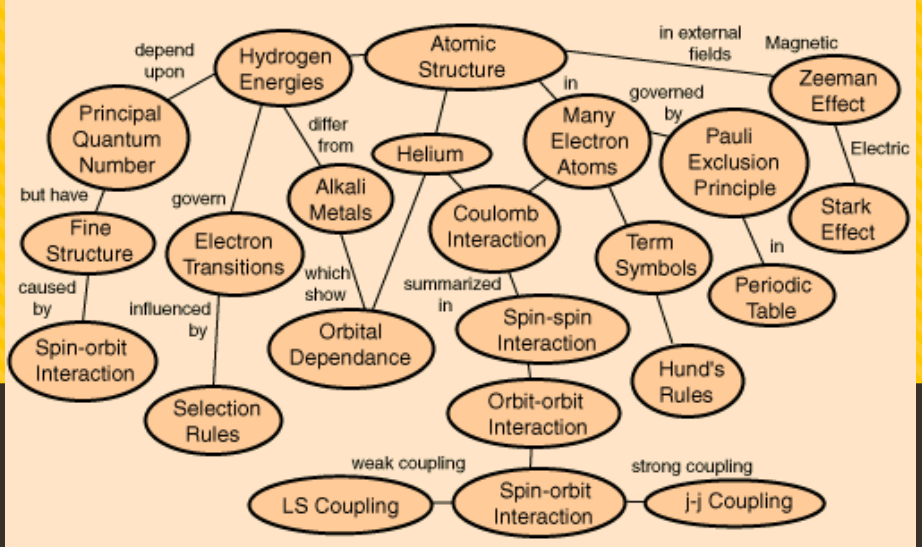 depend
upon
Hydrogen
Energies
Atomic
Structure
in external
fields
Magnetic
Zeeman
Effect
Principal
Quantum
Number
differ
from
Helium
in
Many
Electron
Atoms
governed
by
Pauli
Exclusion
Principle
Electric
but have
govern
Alkali
Metals
Coulomb
Interaction
Stark
Effect
Fine
Structure
Electron
Transitions
Term
Symbols
in
caused
by
influenced
by
which
show
summarized
in
Periodic
Table
Spin-orbit
Interaction
Orbital
Dependance
Spin-spin
Interaction
Hund's
Rules
Selection
Rules
Orbit-orbit
Interaction
weak coupling
strong coupling
LS Coupling
Spin-orbit
Interaction
j-j Coupling